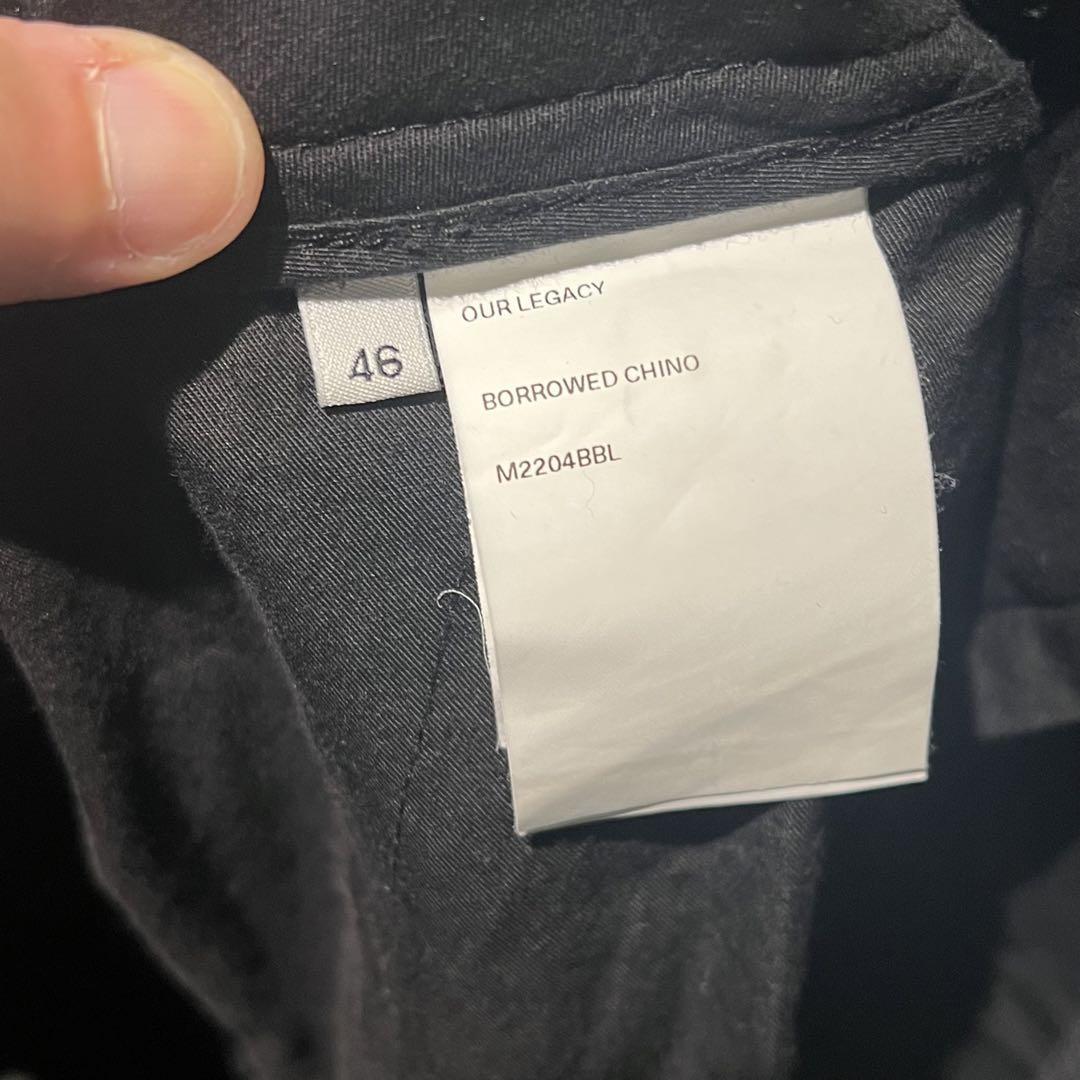 46
OUR LEGACY
BORROWED CHINO
M2204BBL